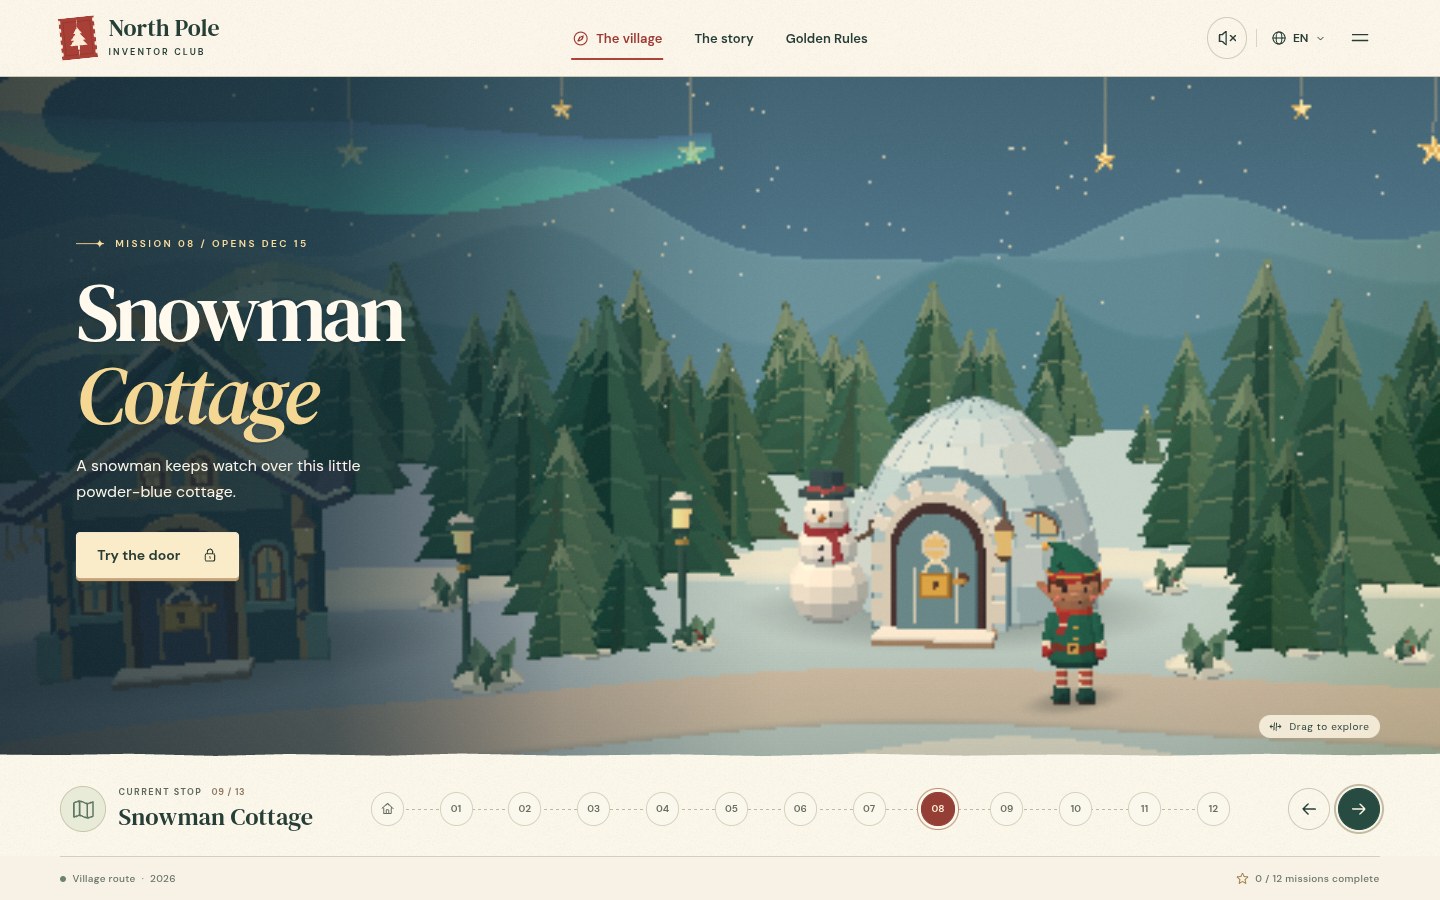 North Pole
INVENTOR CLUB
The village
The story
Golden Rules
EN
MISSION 08 / OPENS DEC 15
Snowman
Cottage
A snowman keeps watch over this little
powder-blue cottage.
Try the door
Drag to explore
CURRENT STOP 09 / 13
Snowman Cottage
01 02 03 04 05 06 07 08 09 10 11 12
Village route · 2026
0 / 12 missions complete